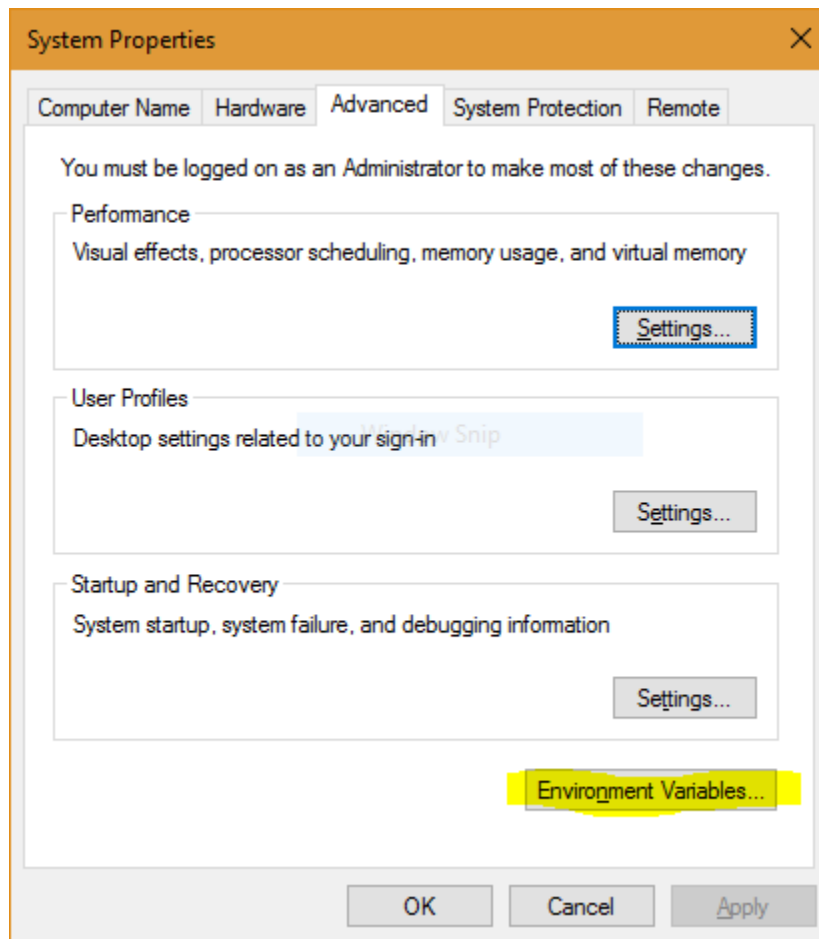 System Properties
Computer Name Hardware Advanced System Protection Remote
You must be logged on as an Administrator to make most of these changes.
Performance
Visual effects, processor scheduling, memory usage, and virtual memory
Settings...
User Profiles
Desktop settings related to your sign-in
Window Snip
Settings...
Startup and Recovery
System startup, system failure, and debugging information
Settings...
Environment Variables...
OK Cancel Apply